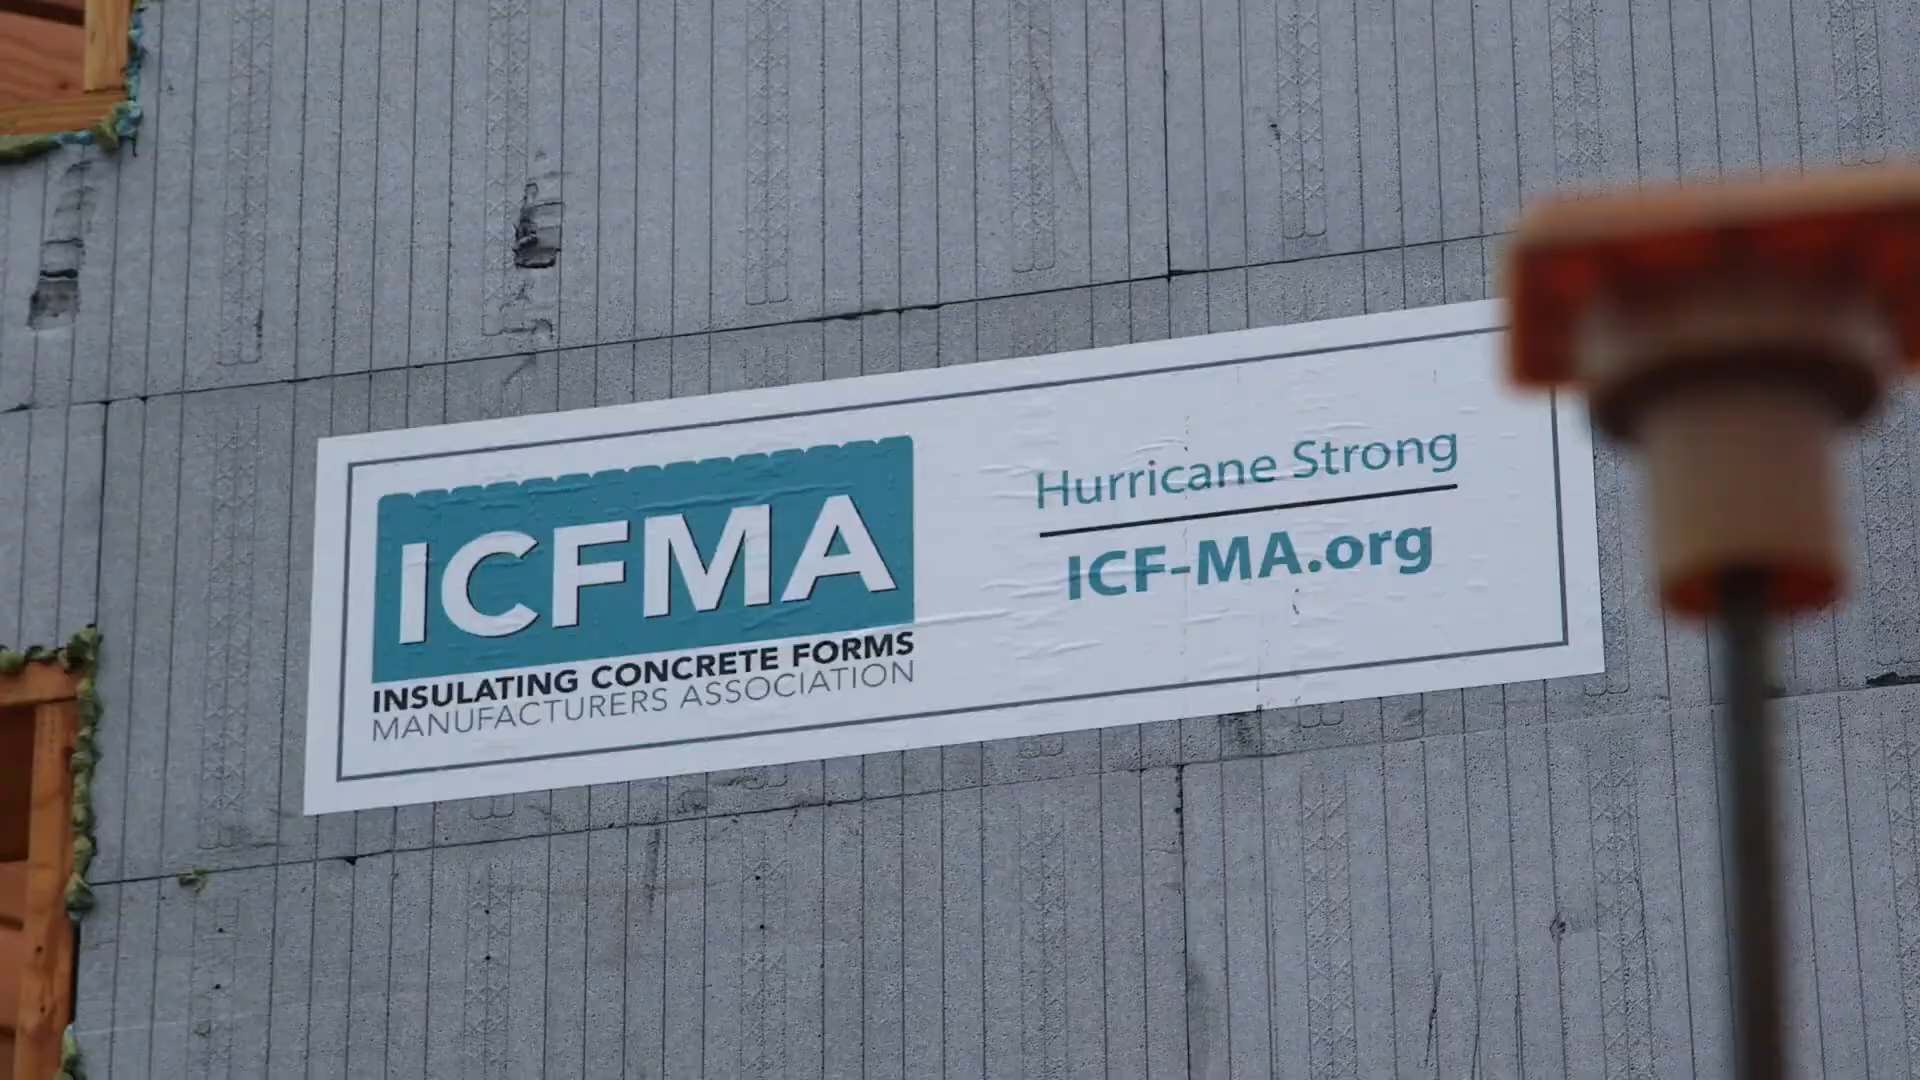 ICFMA
INSULATING CONCRETE FORMS
MANUFACTURERS ASSOCIATION
Hurricane Strong
ICF-MA.org